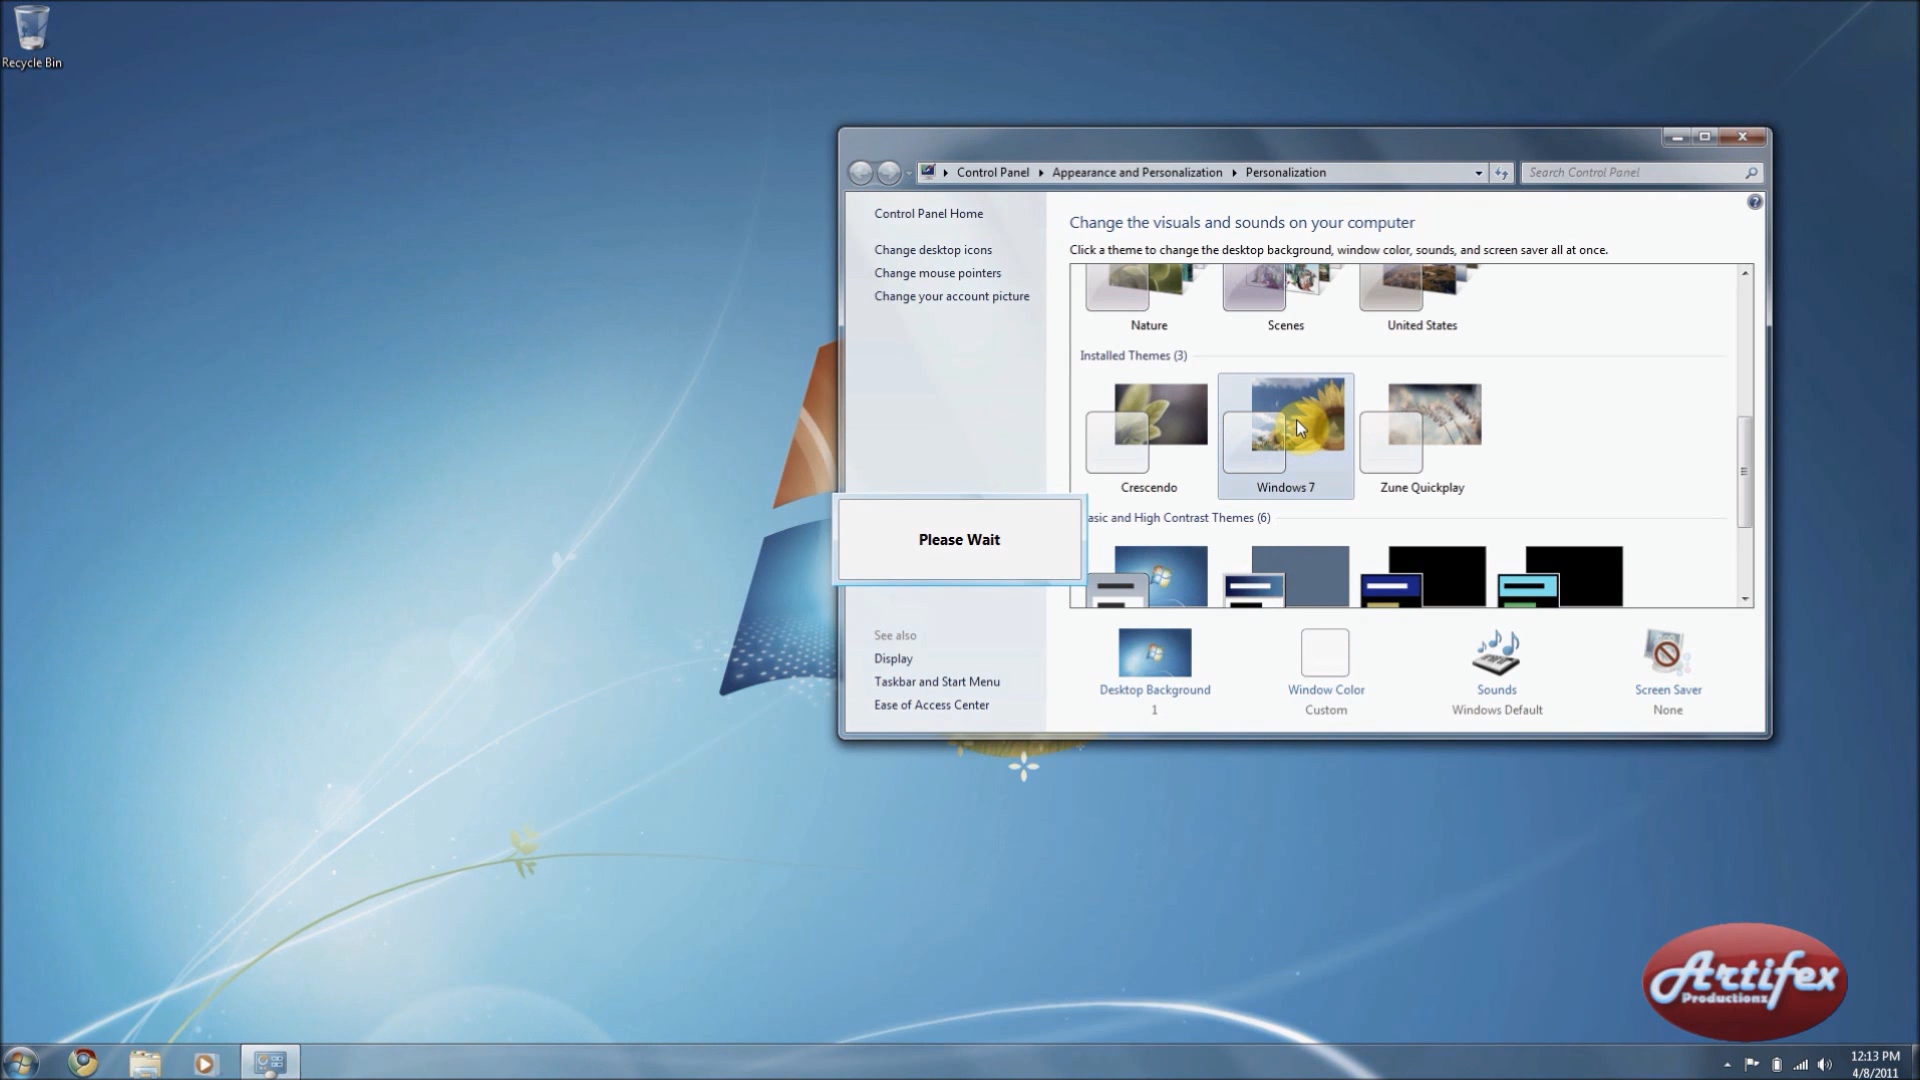 Recycle Bin
Control Panel
Appearance and Personalization
Personalization
Search Control Panel
Control Panel Home
Change desktop icons
Change mouse pointers
Change your account picture
Change the visuals and sounds on your computer
Click a theme to change the desktop background, window color, sounds, and screen saver all at once.
Nature
Scenes
United States
Installed Themes (3)
Crescendo
Windows 7
Zune Quickplay
Please Wait
asic and High Contrast Themes (6)
See also
Display
Taskbar and Start Menu
Ease of Access Center
Desktop Background
1
Window Color
Custom
Sounds
Windows Default
Screen Saver
None
Artifex
Productionz
12:13 PM
4/8/2011